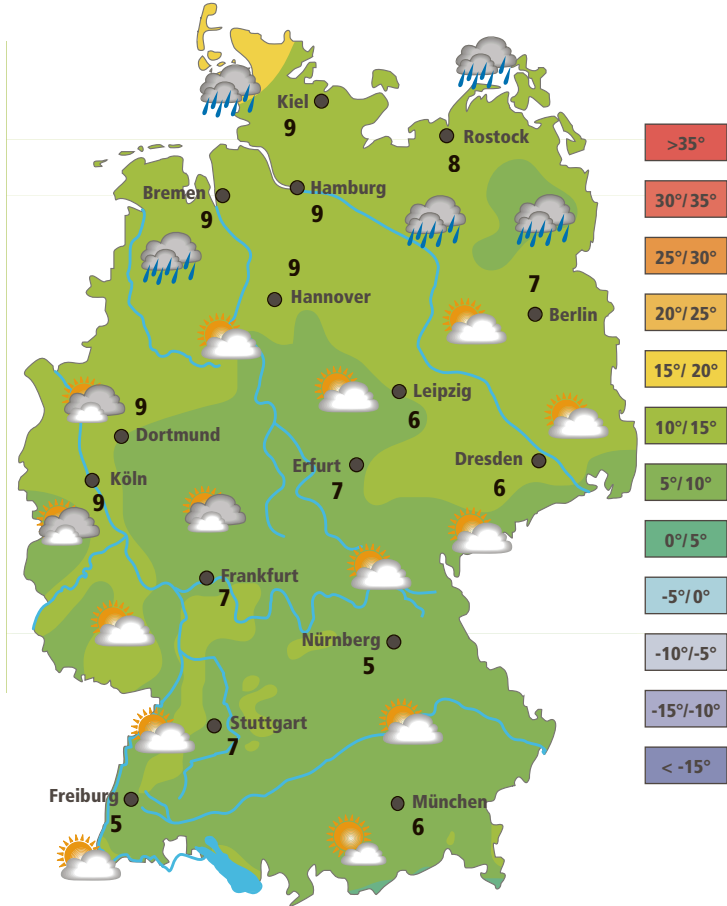 Kiel
9
Rostock
8
>35°
30°/ 35°
Bremen
9
Hamburg
9
25°/ 30°
9
Hannover
7
Berlin
20°/ 25°
15°/ 20°
9
Dortmund
Leipzig
6
10°/ 15°
Köln
9
Erfurt
7
Dresden
6
5°/ 10°
0°/ 5°
Frankfurt
7
-5°/ 0°
Nürnberg
5
-10°/-5°
Stuttgart
7
-15°/-10°
< -15°
Freiburg
5
München
6